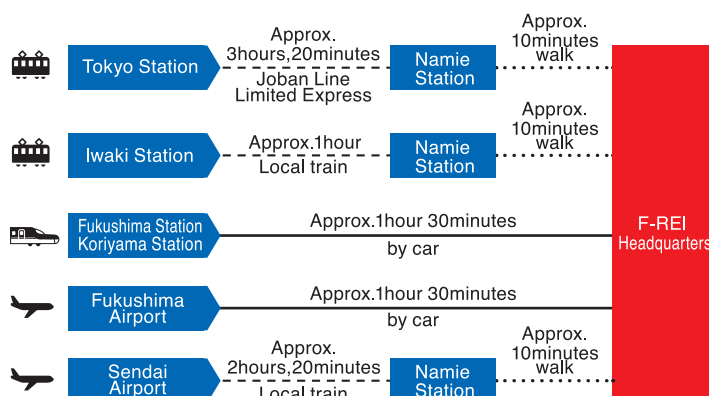 Approx.
3hours,20minutes
Tokyo Station
Joban Line
Limited Express
Namie
Station
Approx.
10minutes
walk
Iwaki Station
Approx.1hour
Local train
Namie
Station
Approx.
10minutes
walk
Fukushima Station
Koriyama Station
Approx.1hour 30minutes
by car
F-REI
Headquarters
Fukushima
Airport
Approx.1hour 30minutes
by car
Sendai
Airport
Approx.
2hours,20minutes
Local train
Namie
Station
Approx.
10minutes
walk